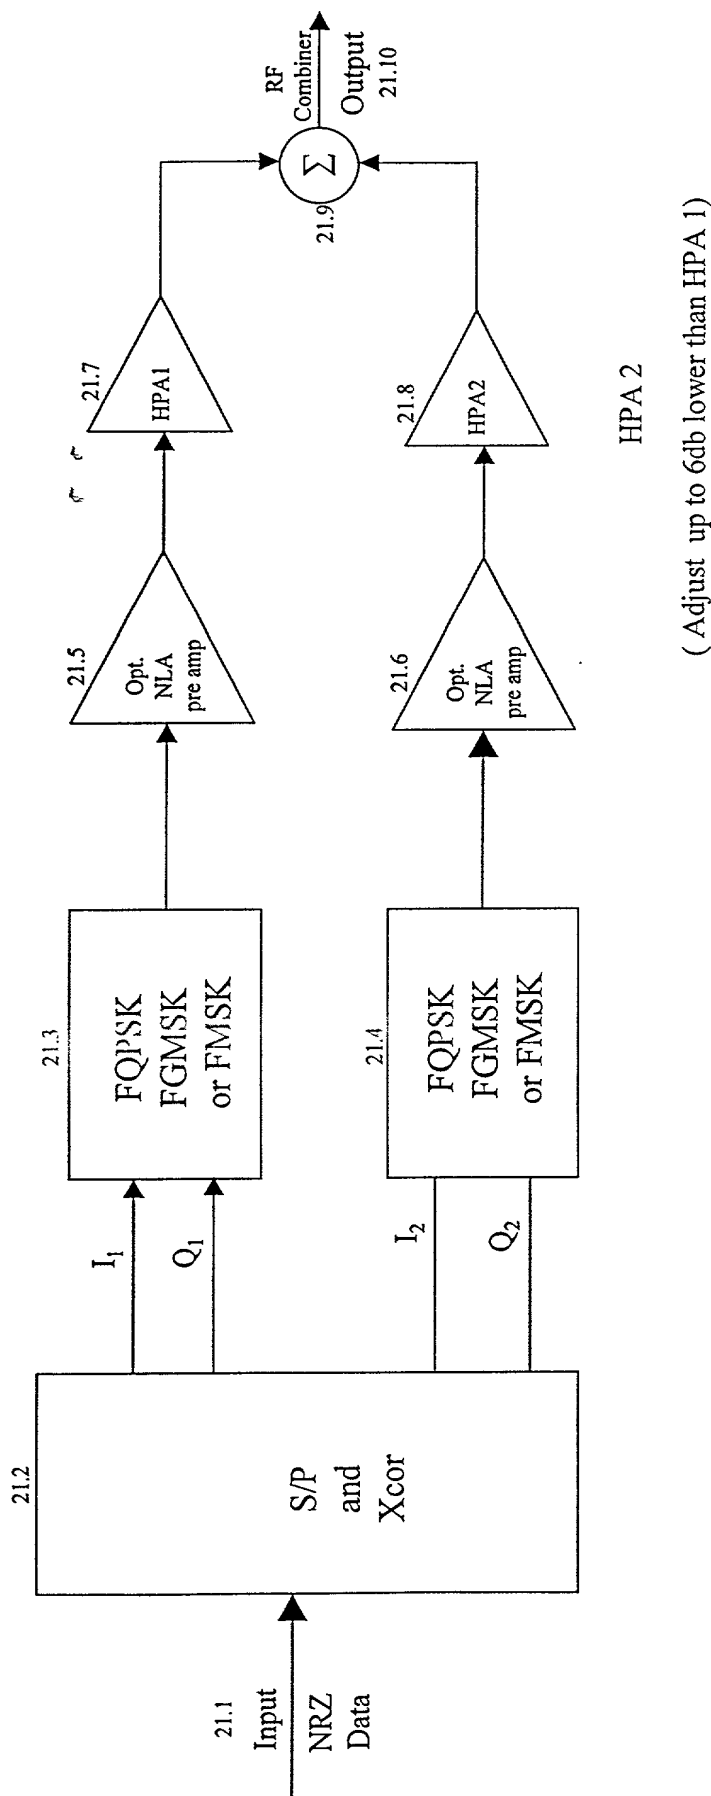 21.1
Input
NRZ
Data
21.2
S/P
and
Xcor
I₁
Q₁
I₂
Q₂
21.3
FQPSK
FGMSK
or FMSK
21.4
FQPSK
FGMSK
or FMSK
21.5
Opt.
NLA
pre amp
21.6
Opt.
NLA
pre amp
21.7
HPA1
21.8
HPA2
21.9
Σ
RF
Combiner
Output
21.10
HPA 2
( Adjust up to 6db lower than HPA 1)